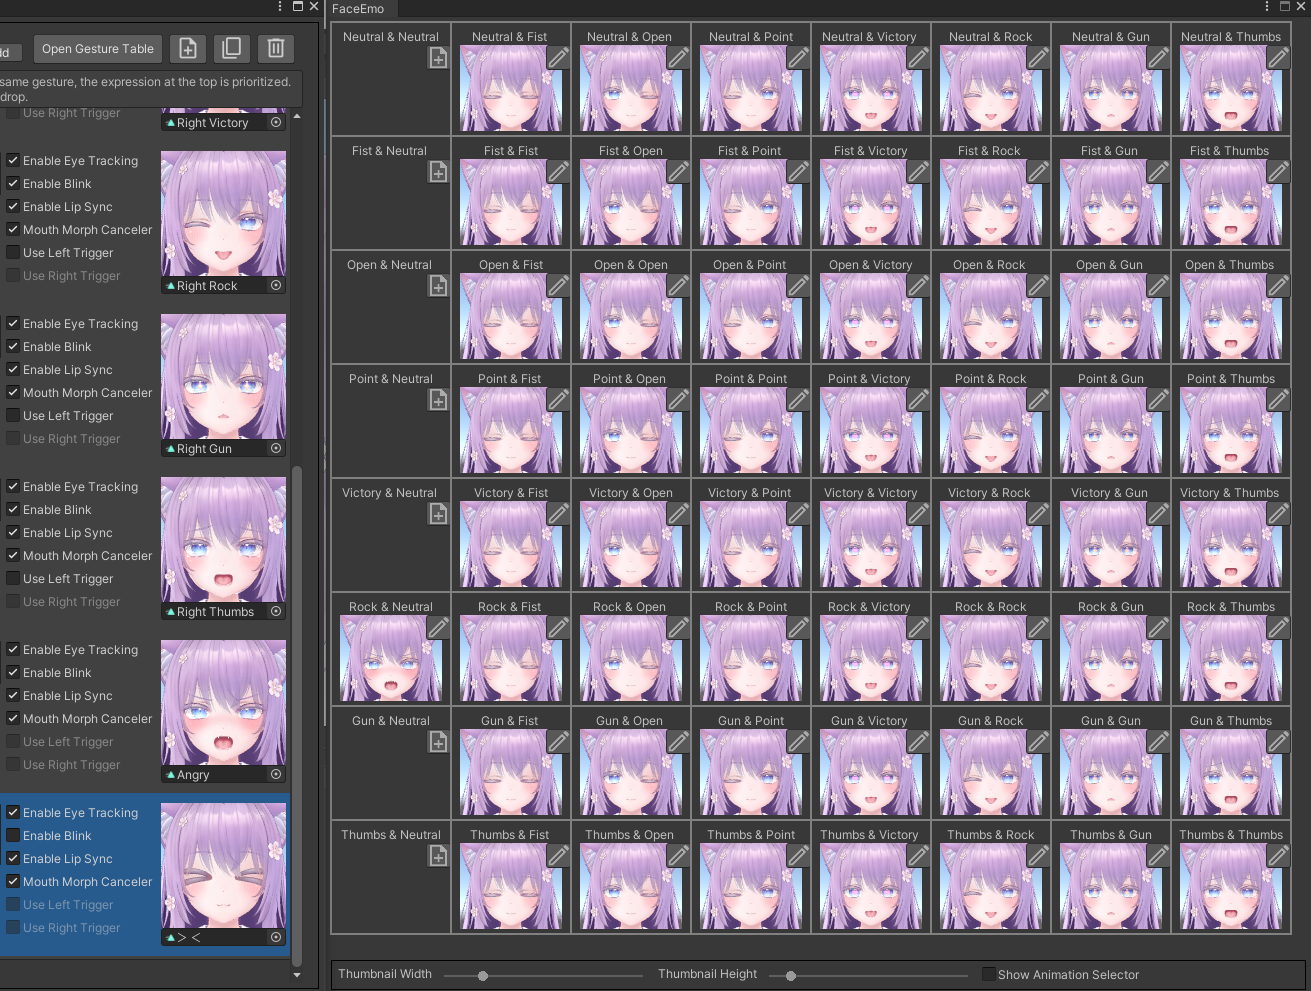 FaceEmo
dd
Open Gesture Table
same gesture, the expression at the top is prioritized.
drop.
Use Right Trigger
Right Victory
Enable Eye Tracking
Enable Blink
Enable Lip Sync
Mouth Morph Canceler
Use Left Trigger
Use Right Trigger
Right Rock
Enable Eye Tracking
Enable Blink
Enable Lip Sync
Mouth Morph Canceler
Use Left Trigger
Use Right Trigger
Right Gun
Enable Eye Tracking
Enable Blink
Enable Lip Sync
Mouth Morph Canceler
Use Left Trigger
Use Right Trigger
Right Thumbs
Enable Eye Tracking
Enable Blink
Enable Lip Sync
Mouth Morph Canceler
Use Left Trigger
Use Right Trigger
Angry
Enable Eye Tracking
Enable Blink
Enable Lip Sync
Mouth Morph Canceler
Use Left Trigger
Use Right Trigger
> <
Neutral & Neutral Neutral & Fist Neutral & Open Neutral & Point Neutral & Victory Neutral & Rock Neutral & Gun Neutral & Thumbs
Fist & Neutral Fist & Fist Fist & Open Fist & Point Fist & Victory Fist & Rock Fist & Gun Fist & Thumbs
Open & Neutral Open & Fist Open & Open Open & Point Open & Victory Open & Rock Open & Gun Open & Thumbs
Point & Neutral Point & Fist Point & Open Point & Point Point & Victory Point & Rock Point & Gun Point & Thumbs
Victory & Neutral Victory & Fist Victory & Open Victory & Point Victory & Victory Victory & Rock Victory & Gun Victory & Thumbs
Rock & Neutral Rock & Fist Rock & Open Rock & Point Rock & Victory Rock & Rock Rock & Gun Rock & Thumbs
Gun & Neutral Gun & Fist Gun & Open Gun & Point Gun & Victory Gun & Rock Gun & Gun Gun & Thumbs
Thumbs & Neutral Thumbs & Fist Thumbs & Open Thumbs & Point Thumbs & Victory Thumbs & Rock Thumbs & Gun Thumbs & Thumbs
Thumbnail Width Thumbnail Height Show Animation Selector